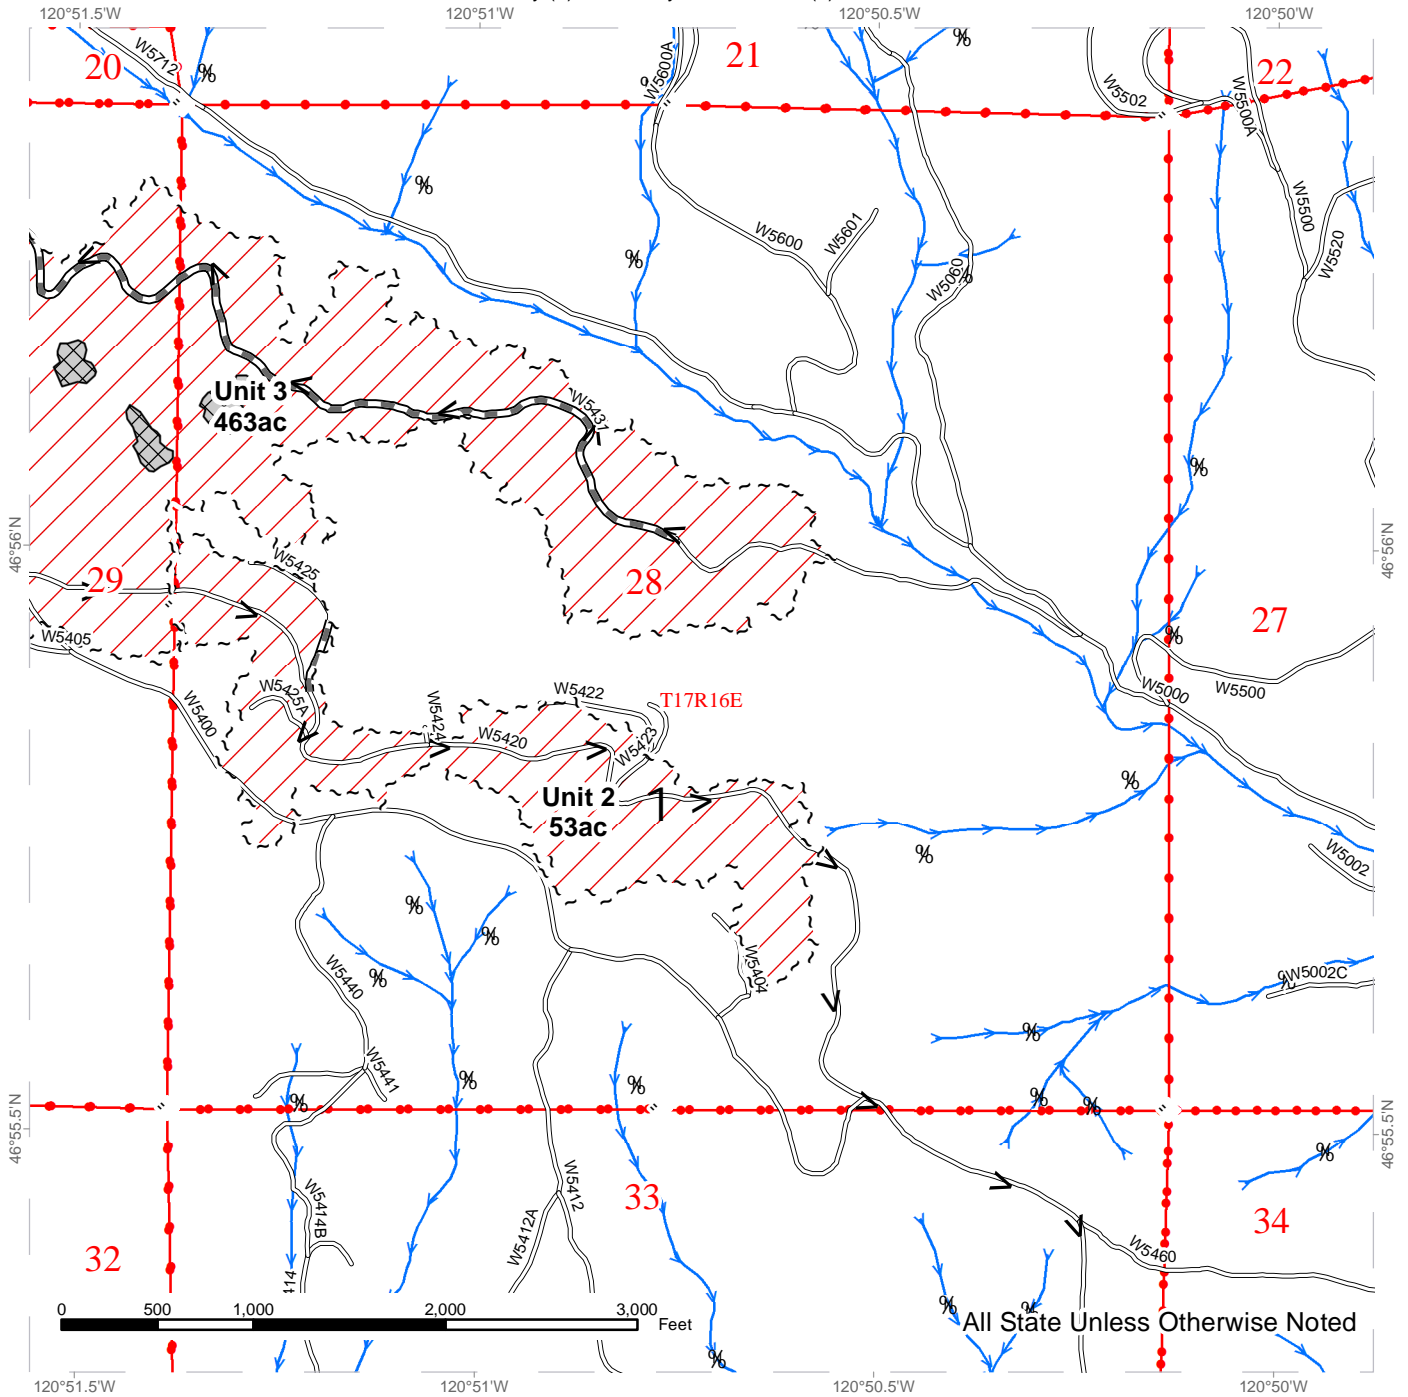 120°51.5'W
120°51'W
120°50.5'W
120°50'W
20
W5712
%
%
W5600A
21
%
22
W5502
W5500A
%
%
%
W5600
W5601
W5060
%
W5500
W5520
Unit 3
463ac
W5431
%
46°56'N
46°56'N
29
W5425
28
27
%
W5405
W5425A
W5400
W5424
W5422
T17R16E
W5420
W5423
W5000
W5500
%
Unit 2
53ac
1
%
W5002
%
%
%
W5440
W5404
W5002C
%
%
W5441
%
%
%
%
%
46°55.5'N
46°55.5'N
%
W5414B
W5412
W5412A
33
34
32
W5460
414
0 500 1,000 2,000 3,000
Feet
%
%
All State Unless Otherwise Noted
%
120°51.5'W
120°51'W
120°50.5'W
120°50'W